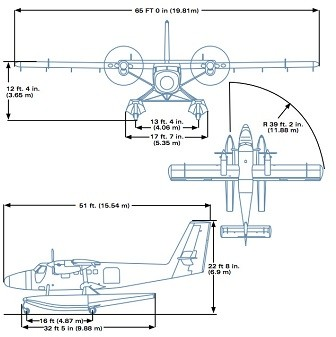 65 FT 0 in (19.81m)
12 ft. 4 in.
(3.65 m)
13 ft. 4 in.
(4.06 m)
17 ft. 7 in.
(5.35 m)
R 39 ft. 2 in.
(11.88 m)
51 ft. (15.54 m)
22 ft 8 in.
(6.9 m)
16 ft (4.87 m)
32 ft 5 in (9.88 m)